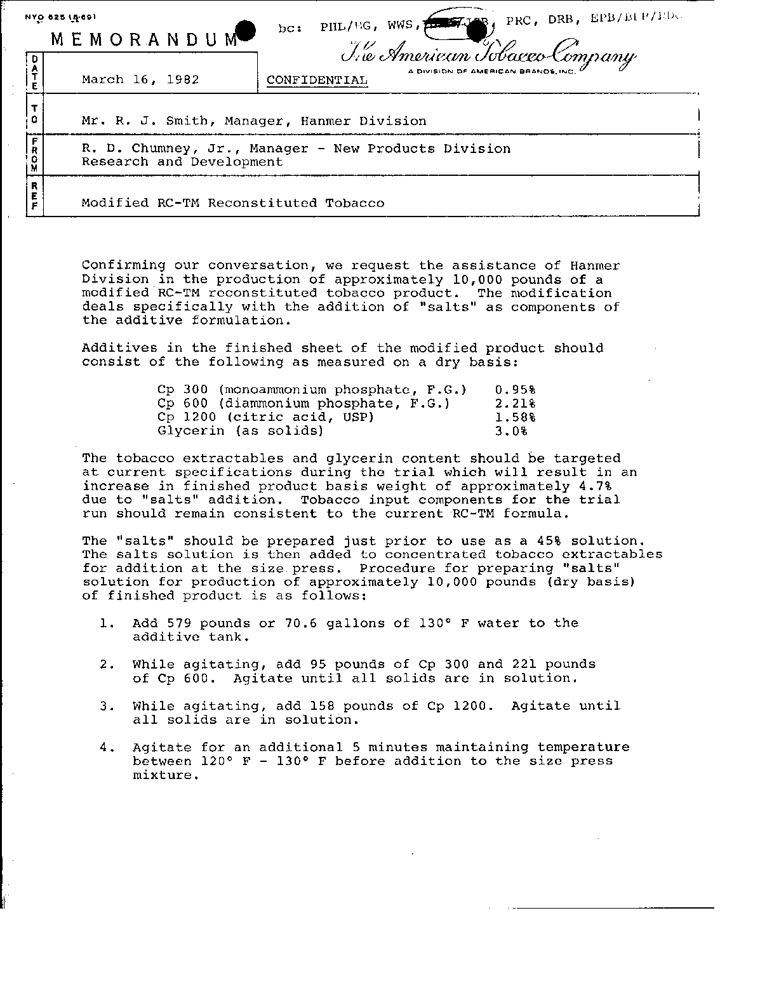 NYO 625
bc: PHL/ WWS, PRC, DRB,
MEMORANDUM
The American Tobacco Company
A DIVISION OF AMERICAN BRANDS, INC.
DATE
March 16, 1982
CONFIDENTIAL
TO
Mr. R. J. Smith, Manager, Hanmer Division
FROM
R. D. Chumney, Jr., Manager - New Products Division
Research and Development
REF
Modified RC-TM Reconstituted Tobacco
Confirming our conversation, we request the assistance of Hanmer
Division in the production of approximately 10,000 pounds of a
modified RC-TM reconstituted tobacco product. The modification
deals specifically with the addition of "salts" as components of
the additive formulation.
Additives in the finished sheet of the modified product should
consist of the following as measured on a dry basis:
Cp 300 (monoammonium phosphate, F.G.) 0.95%
Cp 600 (diammonium phosphate, F.G.) 2.21%
Cp 1200 (citric acid, USP) 1.58%
Glycerin (as solids) 3.0%
The tobacco extractables and glycerin content should be targeted
at current specifications during the trial which will result in an
increase in finished product basis weight of approximately 4.7%
due to "salts" addition. Tobacco input components for the trial
run should remain consistent to the current RC-TM formula.
The "salts" should be prepared just prior to use as a 45% solution.
The salts solution is then added to concentrated tobacco extractables
for addition at the size press. Procedure for preparing "salts"
solution for production of approximately 10,000 pounds (dry basis)
of finished product is as follows:
1. Add 579 pounds or 70.6 gallons of 130° F water to the
additive tank.
2. While agitating, add 95 pounds of Cp 300 and 221 pounds
of Cp 600. Agitate until all solids are in solution.
3. While agitating, add 158 pounds of Cp 1200. Agitate until
all solids are in solution.
4. Agitate for an additional 5 minutes maintaining temperature
between 120° F - 130° F before addition to the size press
mixture.